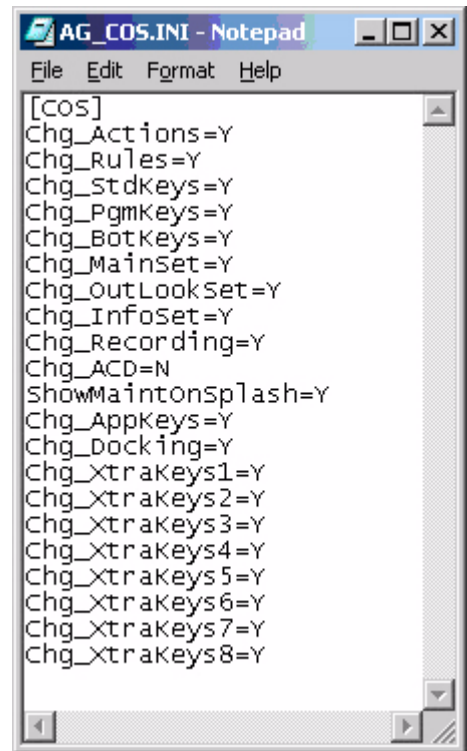 AG_COS.INI - Notepad
File Edit Format Help
[COS]
Chg_Actions=Y
Chg_Rules=Y
Chg_StdKeys=Y
Chg_PgmKeys=Y
Chg_BotKeys=Y
Chg_MainSet=Y
Chg_OutLookSet=Y
Chg_InfoSet=Y
Chg_Recording=Y
Chg_ACD=N
ShowMaintOnSplash=Y
Chg_AppKeys=Y
Chg_Docking=Y
Chg_XtraKeys1=Y
Chg_XtraKeys2=Y
Chg_XtraKeys3=Y
Chg_XtraKeys4=Y
Chg_XtraKeys5=Y
Chg_XtraKeys6=Y
Chg_XtraKeys7=Y
Chg_XtraKeys8=Y